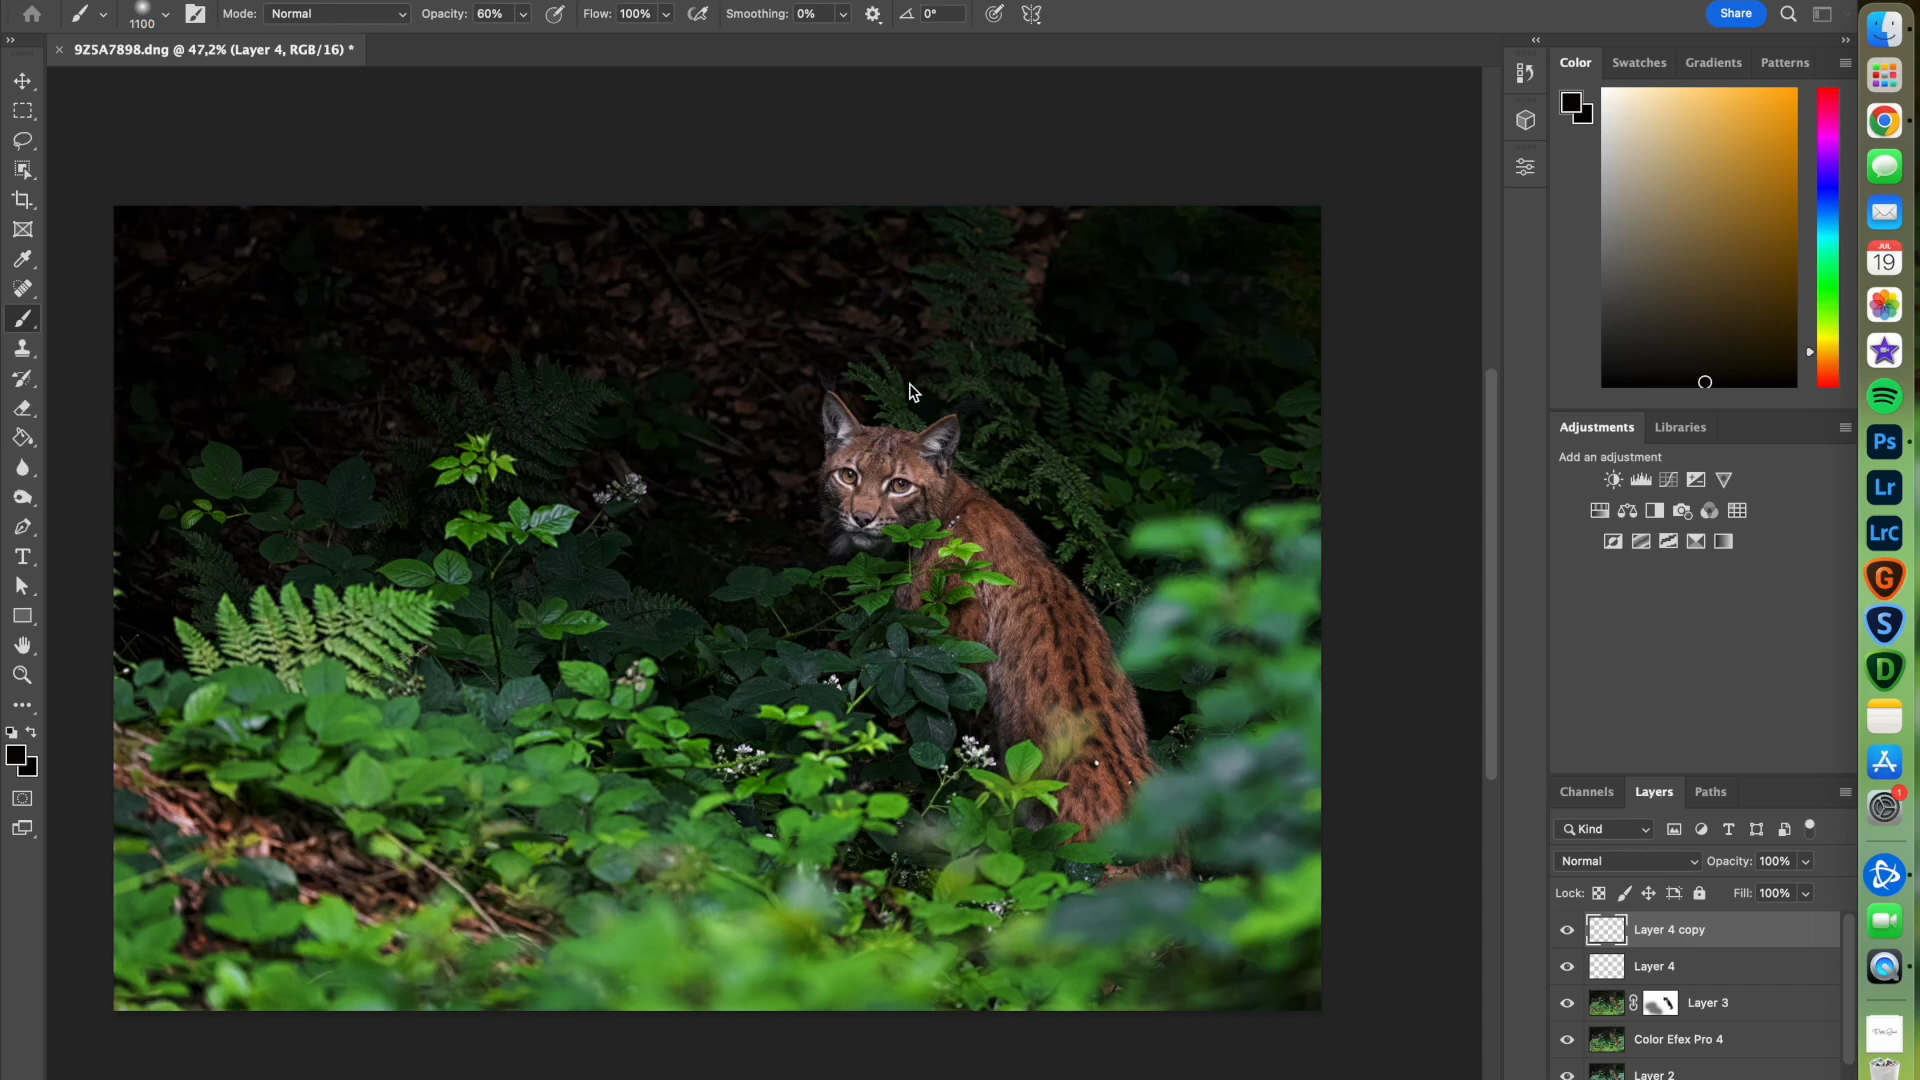 1100
Mode: Normal
Opacity: 60%
Flow: 100%
Smoothing: 0%
0°
Share
9Z5A7898.dng @ 47,2% (Layer 4, RGB/16) *
Color Swatches Gradients Patterns
Adjustments Libraries
Add an adjustment
Channels Layers Paths
Kind
Normal Opacity: 100%
Lock: Fill: 100%
Layer 4 copy
Layer 4
Layer 3
Color Efex Pro 4
Layer 2
JUL
19
Ps
Lr
LrC
G
S
D
1